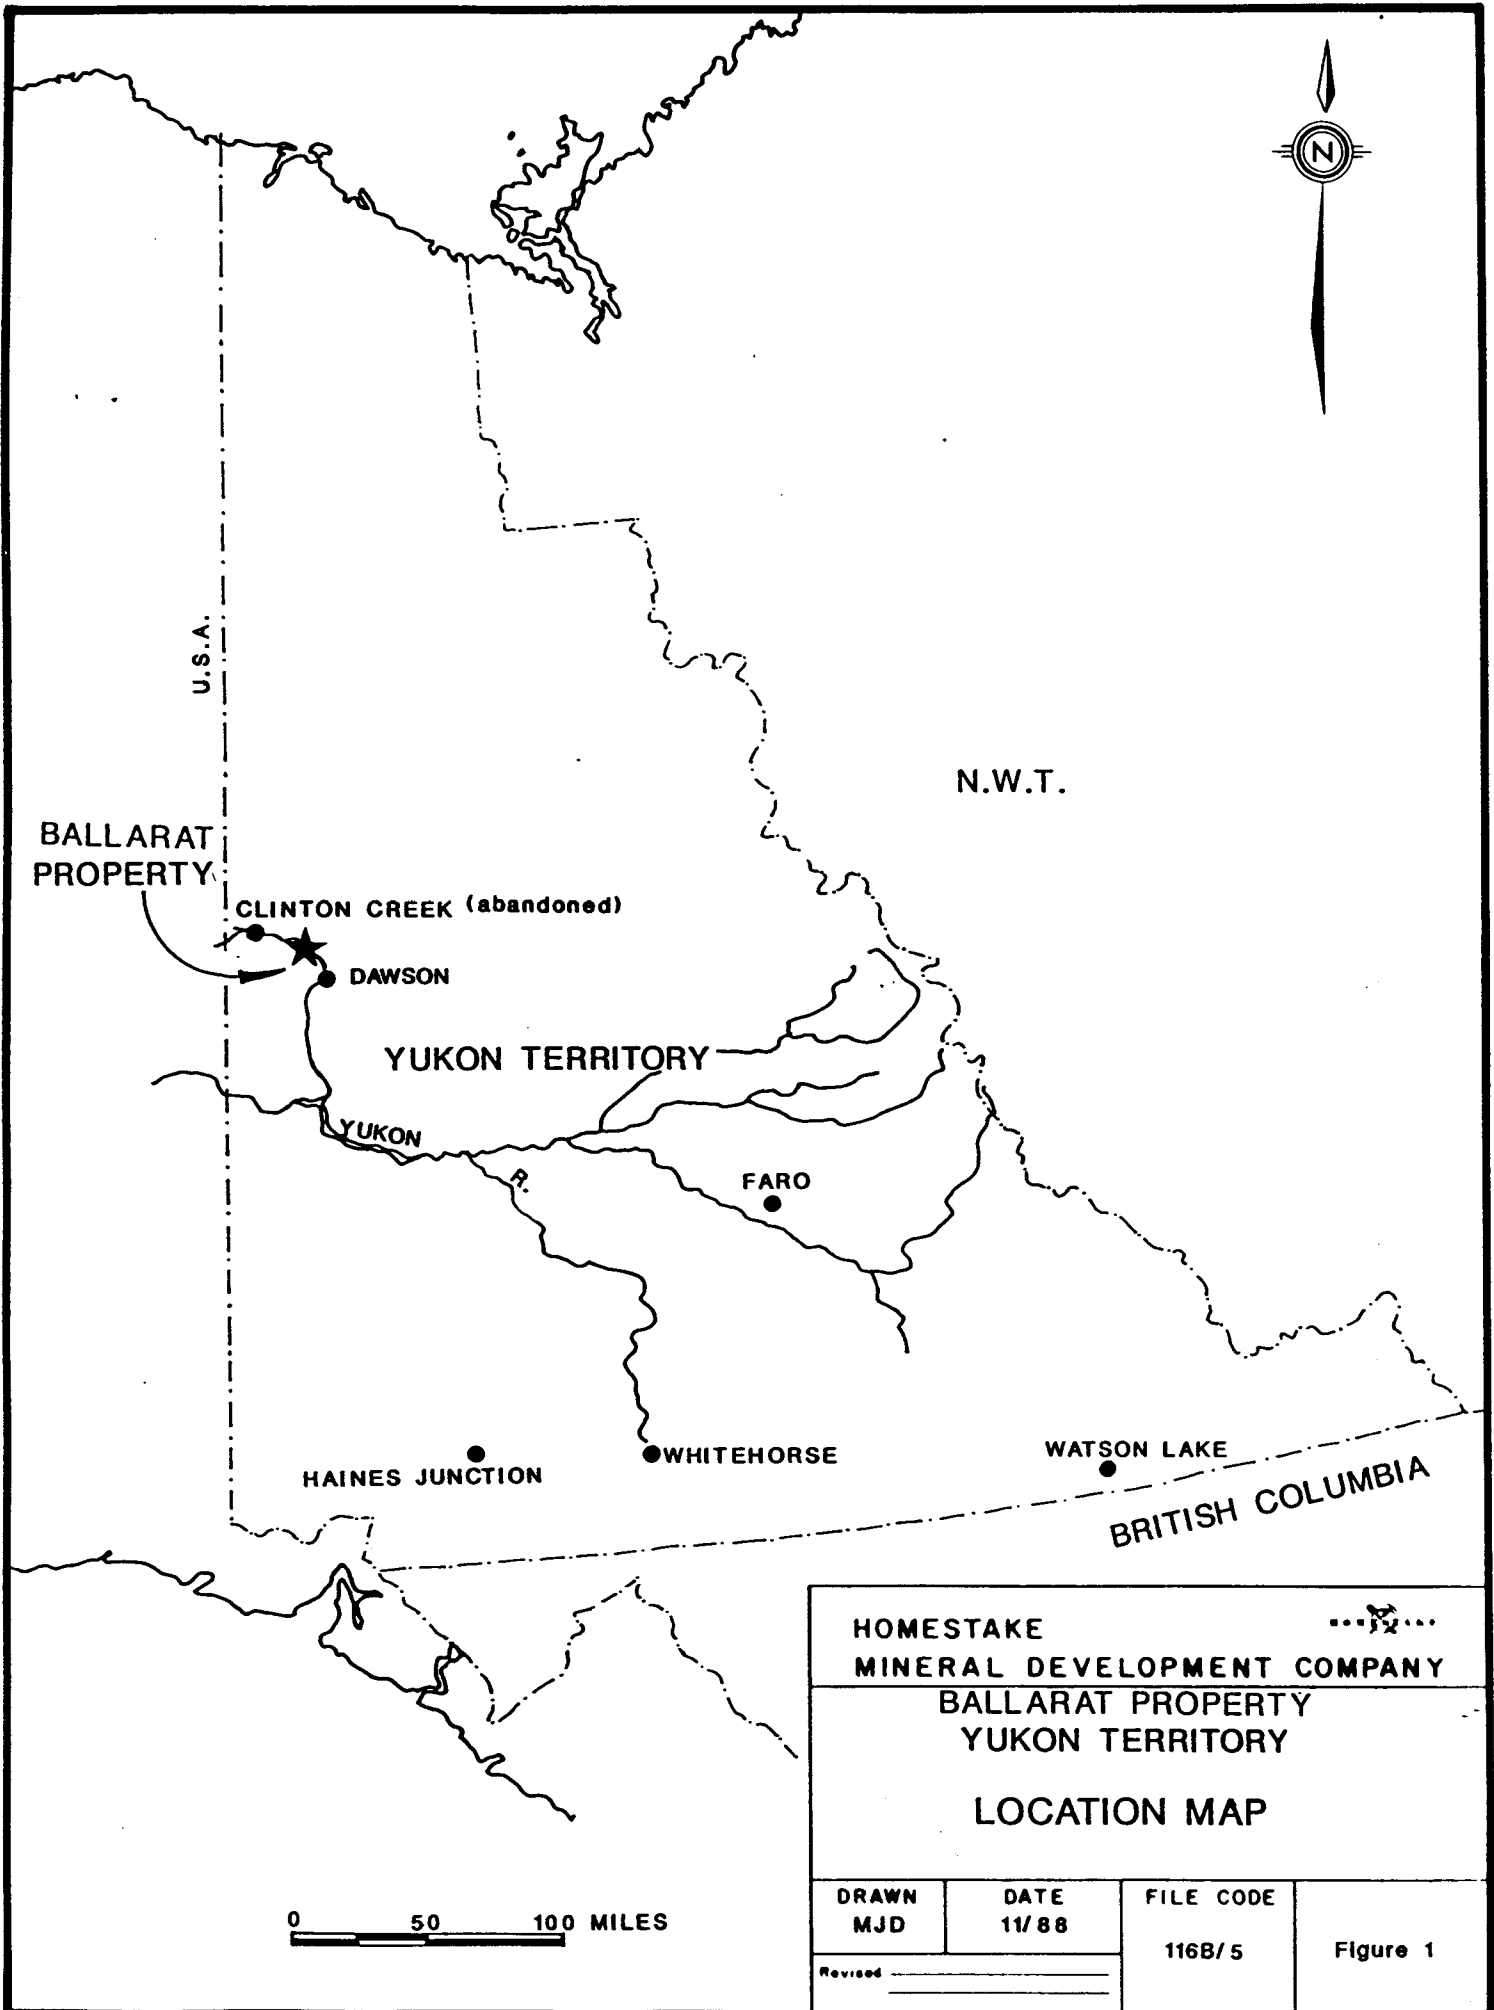 N
U.S.A.
N.W.T.
BALLARAT
PROPERTY
CLINTON CREEK (abandoned)
DAWSON
YUKON TERRITORY
YUKON
R.
FARO
HAINES JUNCTION
WHITEHORSE
WATSON LAKE
BRITISH COLUMBIA
HOMESTAKE
MINERAL DEVELOPMENT COMPANY
BALLARAT PROPERTY
YUKON TERRITORY
LOCATION MAP
DRAWN
MJD
DATE
11/88
FILE CODE
116B/5
Figure 1
Revised
0 50 100 MILES